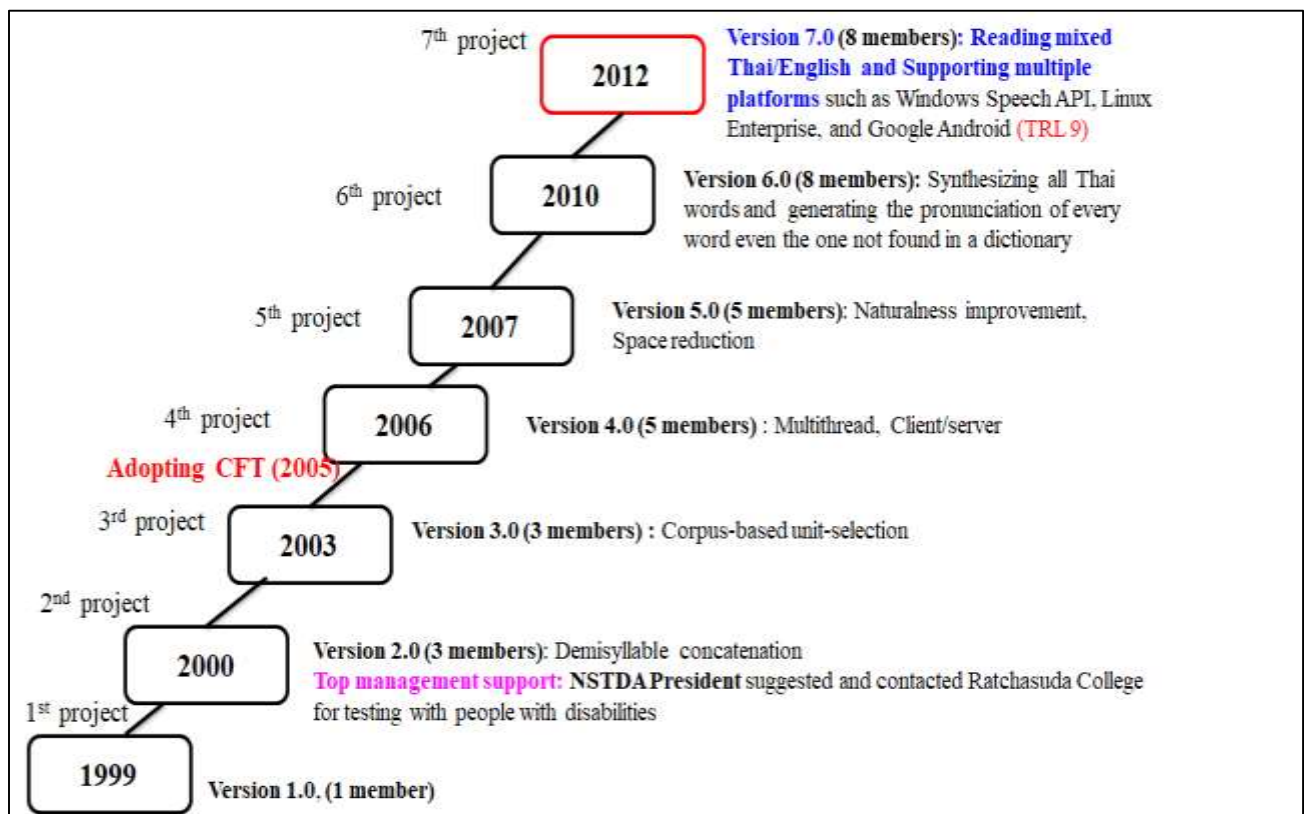 7th project
2012
Version 7.0 (8 members): Reading mixed
Thai/English and Supporting multiple
platforms such as Windows Speech API, Linux
Enterprise, and Google Android (TRL 9)
6th project
2010
Version 6.0 (8 members): Synthesizing all Thai
words and generating the pronunciation of every
word even the one not found in a dictionary
5th project
2007
Version 5.0 (5 members): Naturalness improvement,
Space reduction
4th project
2006
Version 4.0 (5 members) : Multithread, Client/server
Adopting CFT (2005)
3rd project
2003
Version 3.0 (3 members) : Corpus-based unit-selection
2nd project
2000
Version 2.0 (3 members): Demisyllable concatenation
Top management support: NSTDA President suggested and contacted Ratchasuda College
for testing with people with disabilities
1st project
1999
Version 1.0, (1 member)